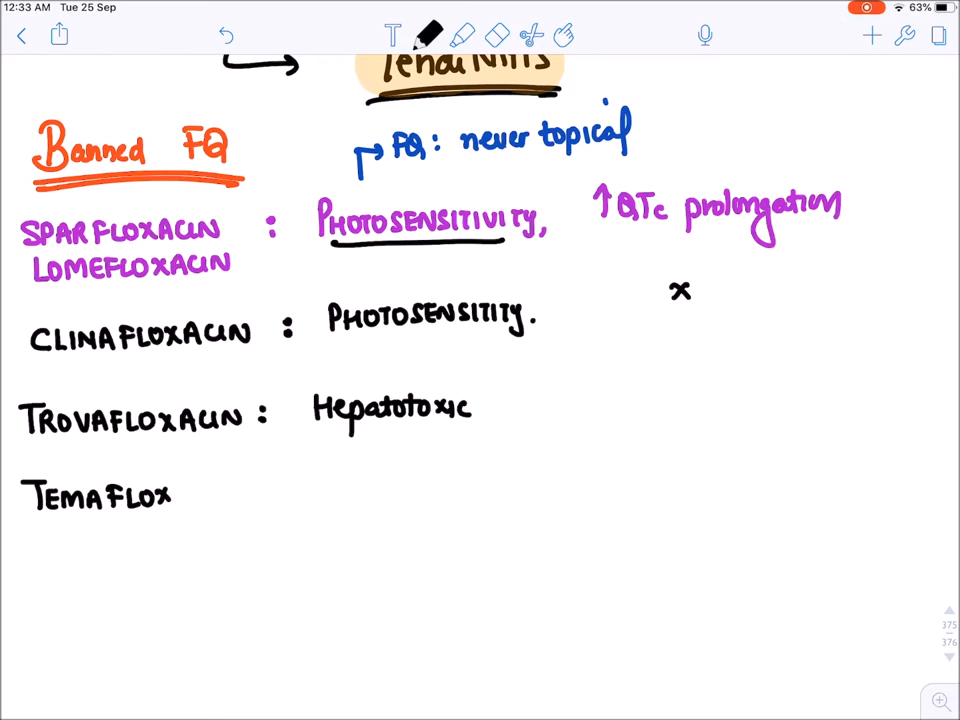 12:33 AM Tue 25 Sep
63%
T
Tendinitis
Banned FQ
FQ: never topical
SPARFLOXACIN : PHOTOSENSITIVITY, ↑QTc prolongation
LOMEFLOXACIN
x
CLINAFLOXACIN : PHOTOSENSITITY.
TROVAFLOXACIN : Hepatotoxic
TEMAFLOX
375
376